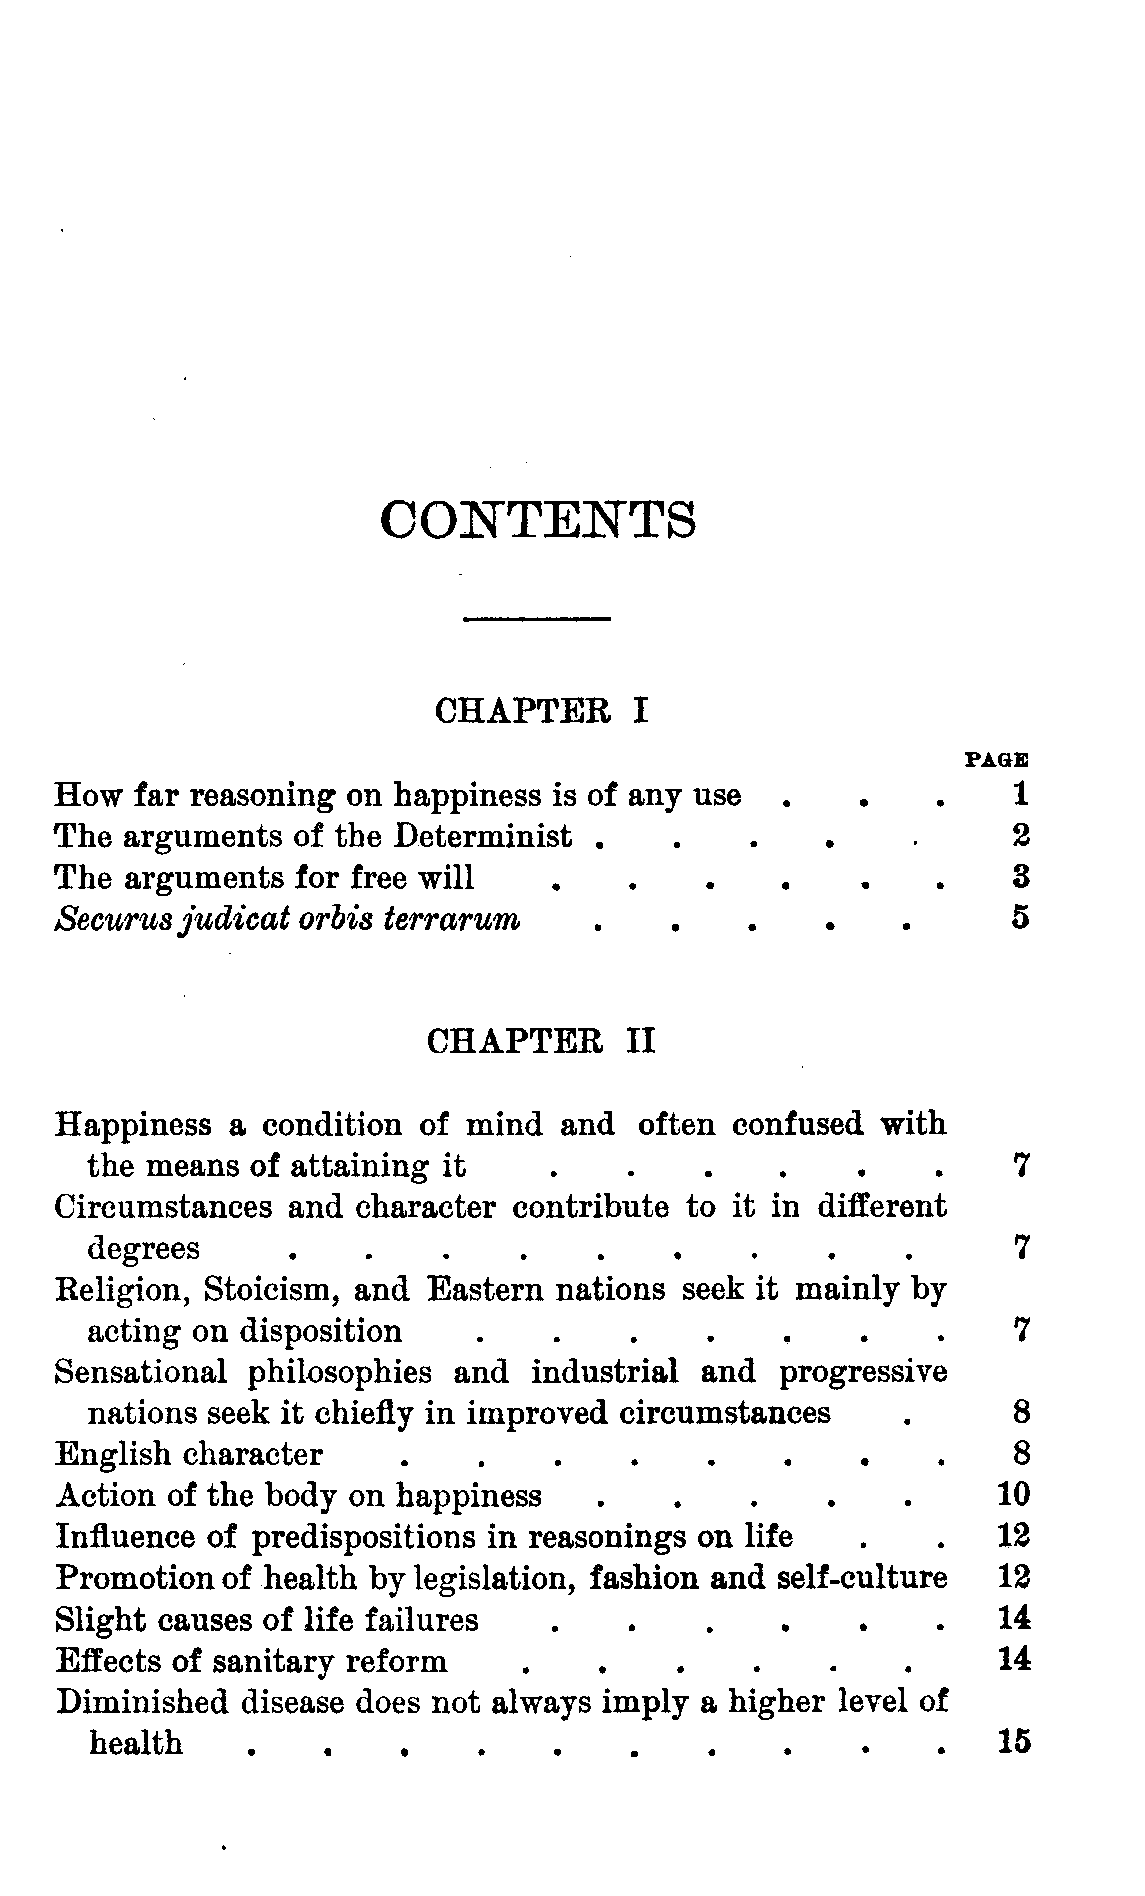 CONTENTS
CHAPTER I
PAGE
How far reasoning on happiness is of any use . . . 1
The arguments of the Determinist . . . . . 2
The arguments for free will . . . . . . 3
Securus judicat orbis terrarum . . . . . 5
CHAPTER II
Happiness a condition of mind and often confused with
the means of attaining it . . . . . . 7
Circumstances and character contribute to it in different
degrees . . . . . . . . . 7
Religion, Stoicism, and Eastern nations seek it mainly by
acting on disposition . . . . . . . 7
Sensational philosophies and industrial and progressive
nations seek it chiefly in improved circumstances . 8
English character . . . . . . . . 8
Action of the body on happiness . . . . . 10
Influence of predispositions in reasonings on life . . 12
Promotion of health by legislation, fashion and self-culture 12
Slight causes of life failures . . . . . . 14
Effects of sanitary reform . . . . . . 14
Diminished disease does not always imply a higher level of
health . . . . . . . . . . 15